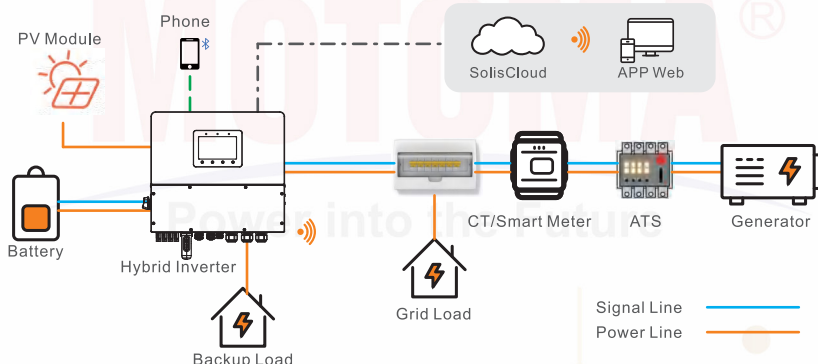 MOTOMA®
Power into the Future
Phone
PV Module
SolisCloud
APP Web
CT/Smart Meter
ATS
Generator
Battery
Hybrid Inverter
Grid Load
Signal Line
Power Line
Backup Load